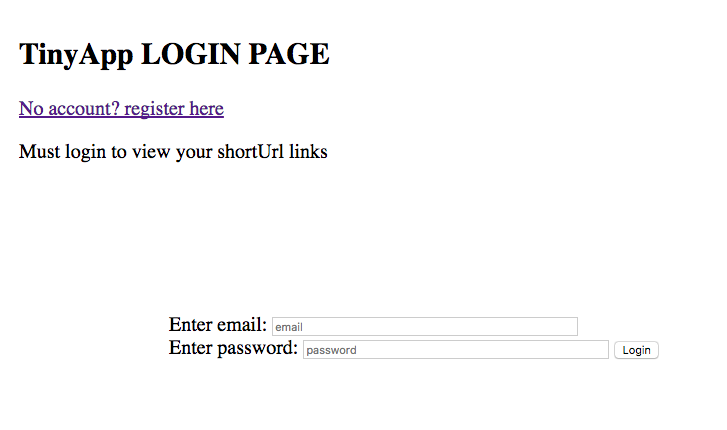 TinyApp LOGIN PAGE
No account? register here
Must login to view your shortUrl links
Enter email: email
Enter password: password Login